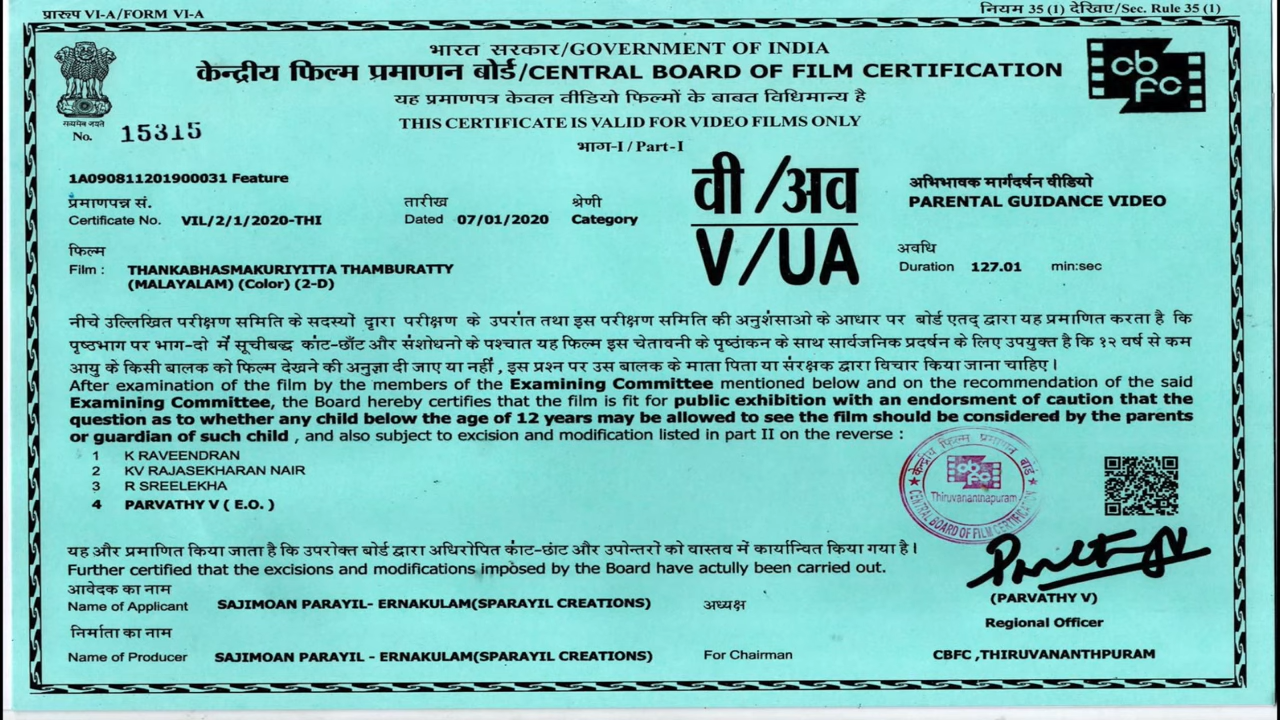 प्रारूप VI-A/FORM VI-A
नियम 35 (1) देखिए/Sec. Rule 35 (1)
भारत सरकार/GOVERNMENT OF INDIA
केन्द्रीय फिल्म प्रमाणन बोर्ड/CENTRAL BOARD OF FILM CERTIFICATION
cb
fc
यह प्रमाणपत्र केवल वीडियो फिल्मों के बाबत विधिमान्य है
सत्यमेव जयते
No. 15315
THIS CERTIFICATE IS VALID FOR VIDEO FILMS ONLY
भाग-I / Part-I
1A090811201900031 Feature
वी/अव
V/UA
अभिभावक मार्गदर्शन वीडियो
PARENTAL GUIDANCE VIDEO
प्रमाणपन्न सं. तारीख श्रेणी
Certificate No. VIL/2/1/2020-THI Dated 07/01/2020 Category
फिल्म
Film : THANKABHASMAKURIYITTA THAMBURATTY
(MALAYALAM) (Color) (2-D)
अवधि
Duration 127.01 min:sec
नीचे उल्लिखित परीक्षण समिति के सदस्यों द्वारा परीक्षण के उपरांत तथा इस परीक्षण समिति की अनुशंसाओ के आधार पर बोर्ड एतद् द्वारा यह प्रमाणित करता है कि
पृष्ठभाग पर भाग-दो में सूचीबद्ध कांट-छाँट और संशोधनो के पश्चात यह फिल्म इस चेतावनी के पृष्ठांकन के साथ सार्वजनिक प्रदर्शन के लिए उपयुक्त है कि १२ वर्ष से कम
आयु के किसी बालक को फिल्म देखने की अनुज्ञा दी जाए या नहीं , इस प्रश्न पर उस बालक के माता पिता या संरक्षक द्वारा विचार किया जाना चाहिए ।
After examination of the film by the members of the Examining Committee mentioned below and on the recommendation of the said
Examining Committee, the Board hereby certifies that the film is fit for public exhibition with an endorsement of caution that the
question as to whether any child below the age of 12 years may be allowed to see the film should be considered by the parents
or guardian of such child , and also subject to excision and modification listed in part II on the reverse :
1 K RAVEENDRAN
2 KV RAJASEKHARAN NAIR
3 R SREELEKHA
4 PARVATHY V ( E.O. )
केन्द्रीय फिल्म प्रमाणन बोर्ड
cb
fc
Thiruvananthapuram
CENTRAL BOARD OF FILM CERTIFICATION
यह और प्रमाणित किया जाता है कि उपरोक्त बोर्ड द्वारा अधिरोपित कांट-छांट और उपोन्तरों को वास्तव में कार्यान्वित किया गया है ।
Further certified that the excisions and modifications imposed by the Board have actully been carried out.
आवेदक का नाम
Name of Applicant SAJIMOAN PARAYIL- ERNAKULAM(SPARAYIL CREATIONS) अध्यक्ष
(PARVATHY V)
Regional Officer
निर्माता का नाम
Name of Producer SAJIMOAN PARAYIL - ERNAKULAM(SPARAYIL CREATIONS) For Chairman CBFC ,THIRUVANANTHPURAM